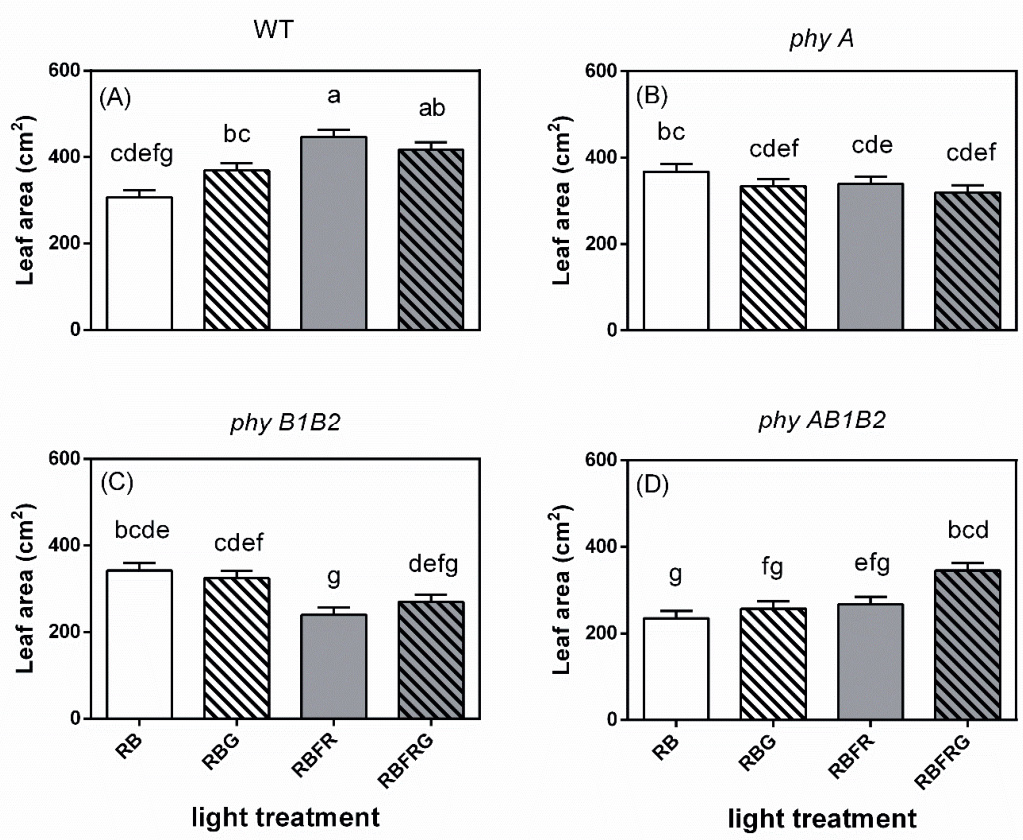 WT
(A)
cdefg
bc
a
ab
Leaf area (cm²)
600
400
200
0
phy A
(B)
bc
cdef
cde
cdef
Leaf area (cm²)
600
400
200
0
phy B1B2
(C)
bcde
cdef
g
defg
Leaf area (cm²)
600
400
200
0
RB
RBG
RBFR
RBFRG
light treatment
phy AB1B2
(D)
g
fg
efg
bcd
Leaf area (cm²)
600
400
200
0
RB
RBG
RBFR
RBFRG
light treatment